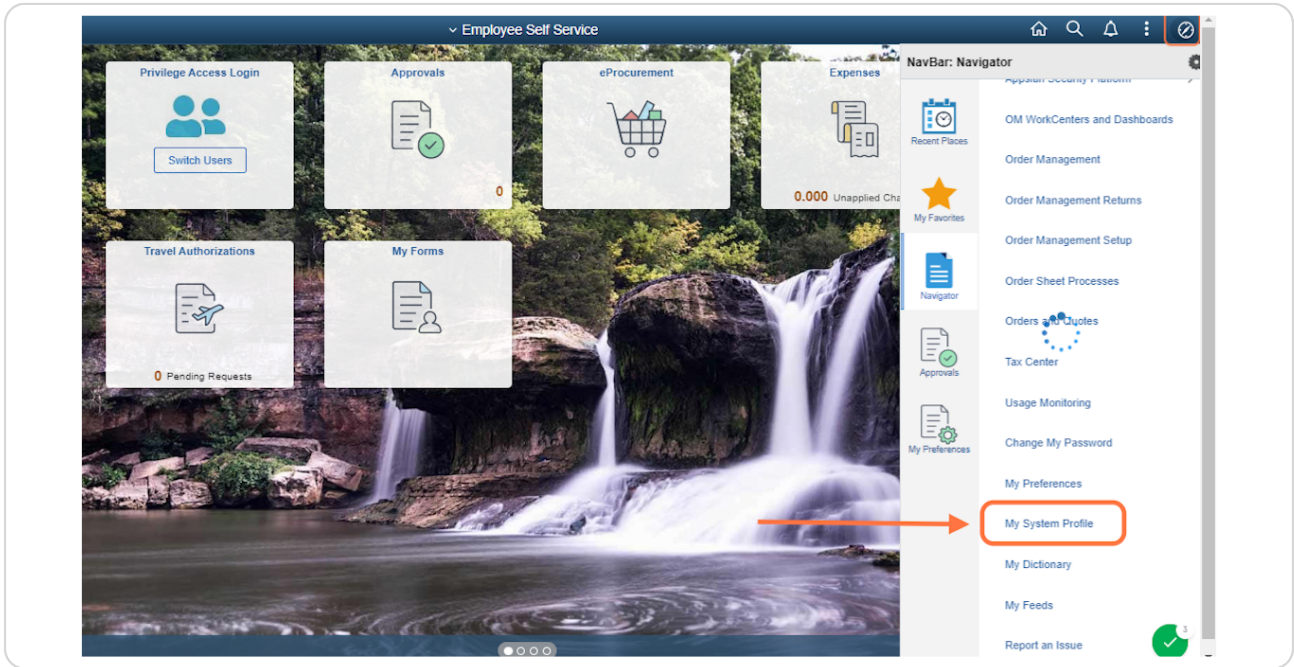 Employee Self Service
Privilege Access Login
Switch Users
Approvals
0
eProcurement
Expenses
0.000 Unapplied Cha
Travel Authorizations
0 Pending Requests
My Forms
NavBar: Navigator
Recent Places
My Favorites
Navigator
Approvals
My Preferences
Appsian Security Platform
OM WorkCenters and Dashboards
Order Management
Order Management Returns
Order Management Setup
Order Sheet Processes
Orders and Quotes
Tax Center
Usage Monitoring
Change My Password
My Preferences
My System Profile
My Dictionary
My Feeds
Report an Issue
3